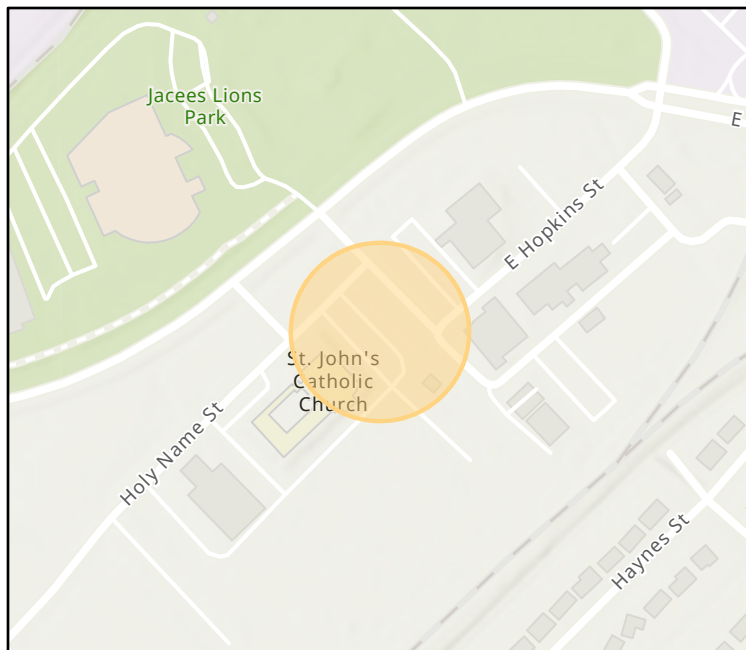 Jacees Lions
Park
E
E Hopkins St
St. John's
Catholic
Church
Holy Name St
Haynes St